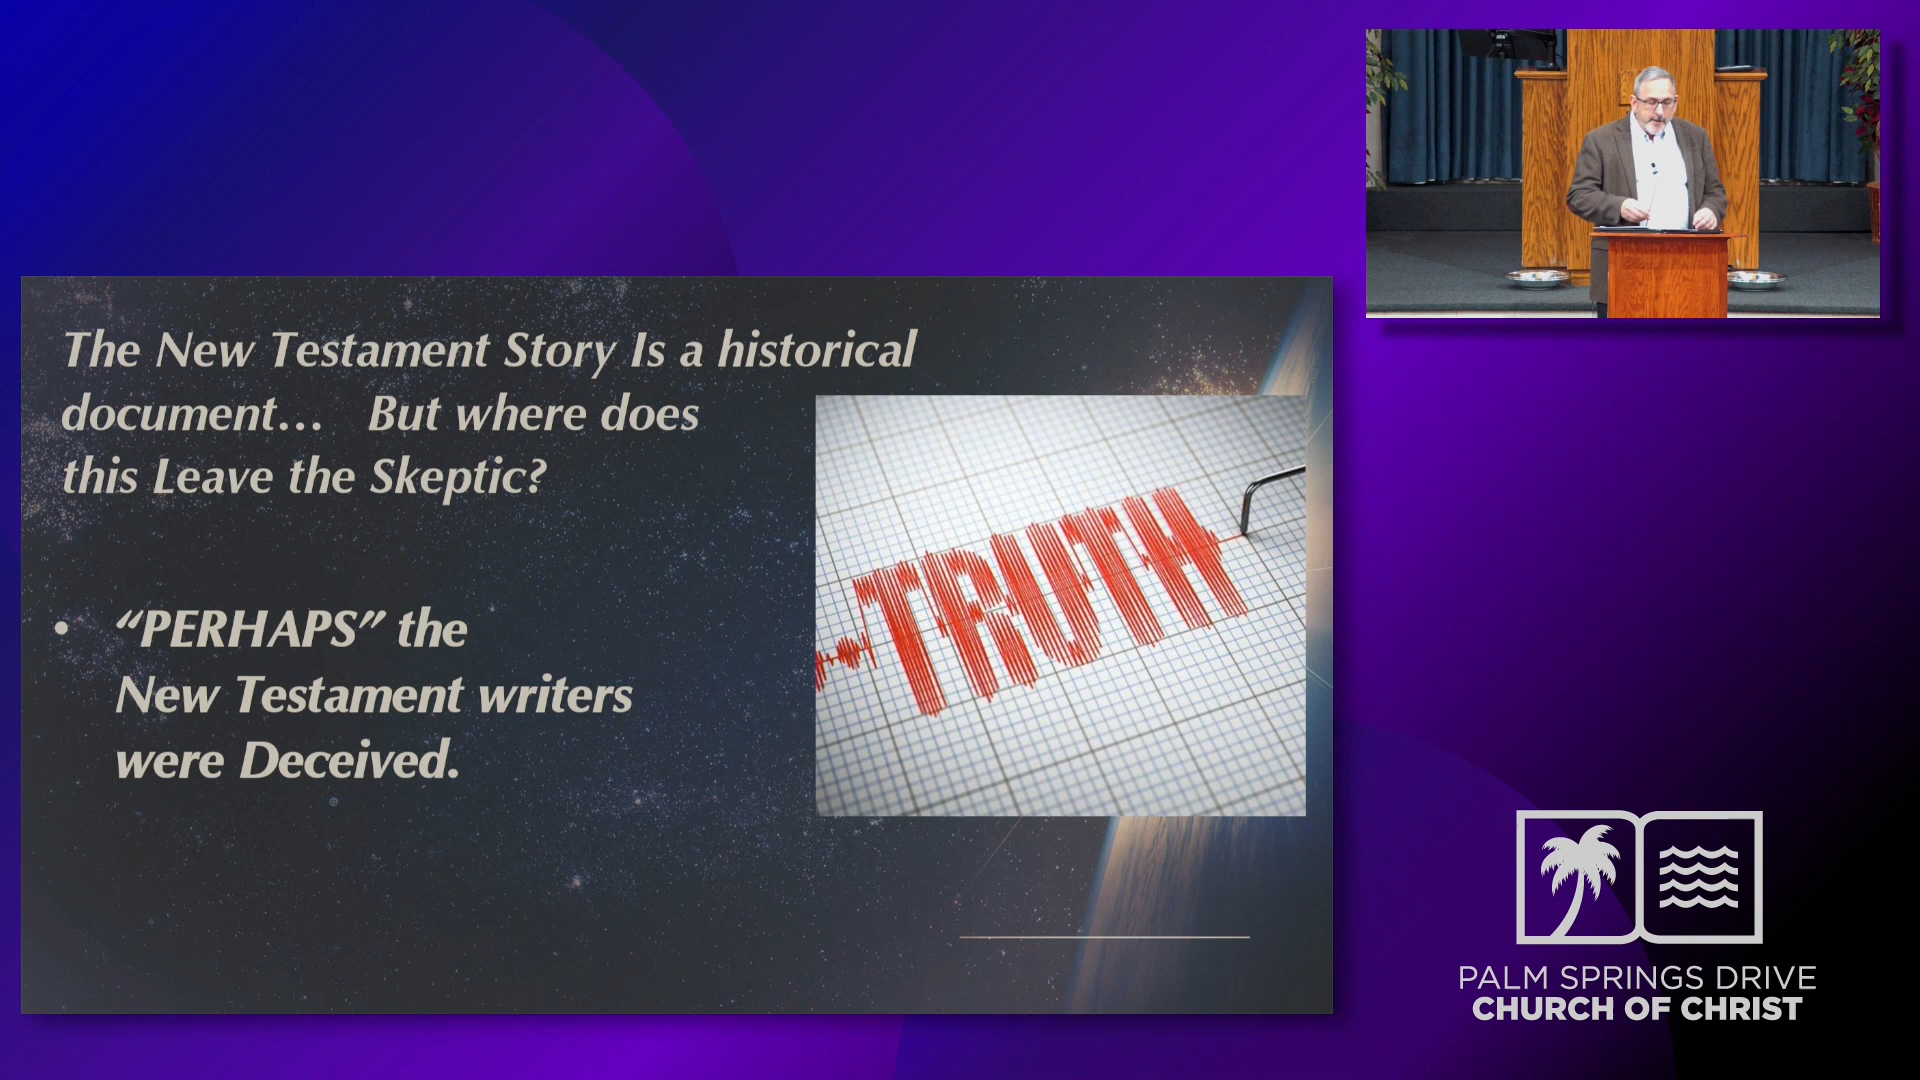 The New Testament Story Is a historical
document…   But where does
this Leave the Skeptic?
• “PERHAPS” the
New Testament writers
were Deceived.
TRUTH
PALM SPRINGS DRIVE
CHURCH OF CHRIST